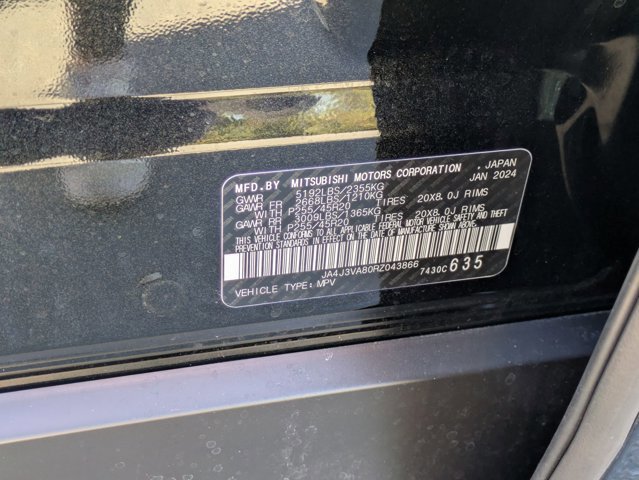 MFD.BY MITSUBISHI MOTORS CORPORATION , JAPAN
GVWR 5192LBS/2355KG JAN 2024
GAWR FR 2668LBS/1210KG
WITH P255/45R20 TIRES 20X8.0J RIMS
GAWR RR 3009LBS/1365KG
WITH P255/45R20 TIRES 20X8.0J RIMS
THIS VEHICLE CONFORMS TO ALL APPLICABLE FEDERAL MOTOR VEHICLE SAFETY AND THEFT
PREVENTION STANDARDS IN EFFECT ON THE DATE OF MANUFACTURE SHOWN ABOVE.
JA4J3VA80RZ043866 7430C635
VEHICLE TYPE: MPV